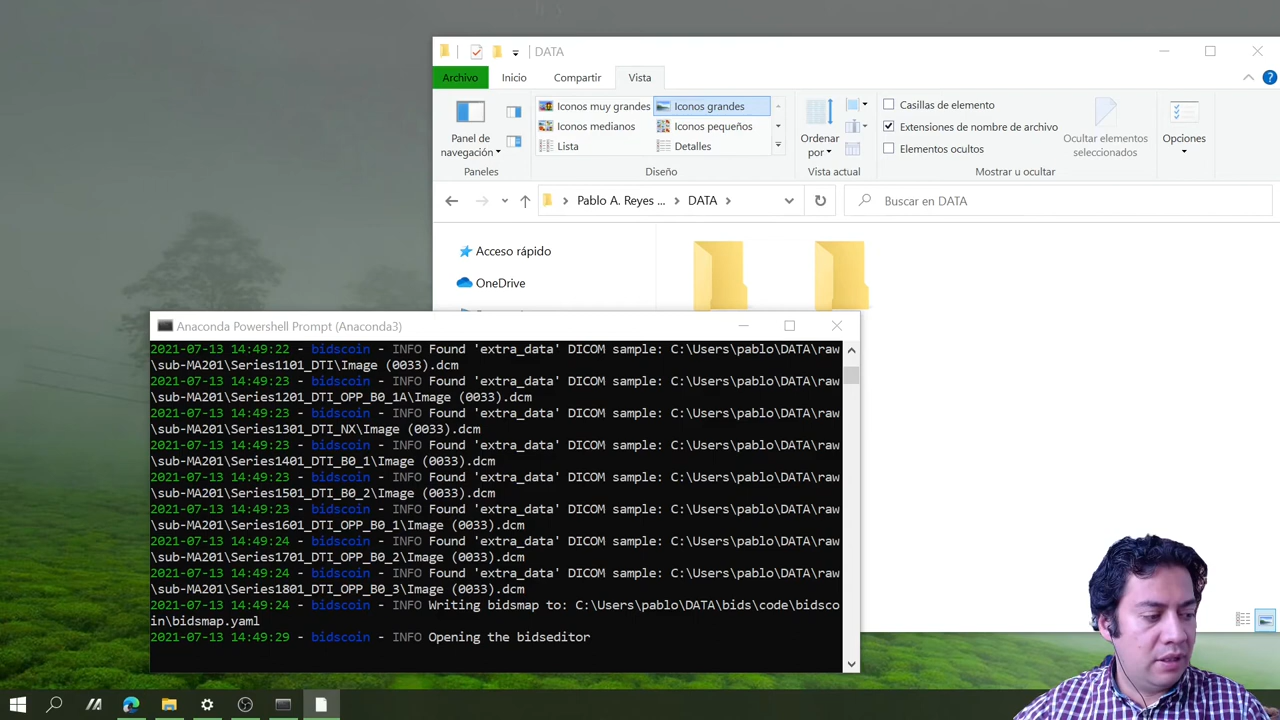 DATA
Archivo
Inicio
Compartir
Vista
Iconos muy grandes
Iconos grandes
Iconos medianos
Iconos pequeños
Lista
Detalles
Panel de
navegación
Paneles
Diseño
Ordenar
por
Vista actual
Casillas de elemento
Extensiones de nombre de archivo
Elementos ocultos
Ocultar elementos
seleccionados
Mostrar u ocultar
Opciones
Pablo A. Reyes ...
DATA
Buscar en DATA
Acceso rápido
OneDrive
Anaconda Powershell Prompt (Anaconda3)
2021-07-13 14:49:22 - bidscoin - INFO Found 'extra_data' DICOM sample: C:\Users\pablo\DATA\raw
\sub-MA201\Series1101_DTI\Image (0033).dcm
2021-07-13 14:49:23 - bidscoin - INFO Found 'extra_data' DICOM sample: C:\Users\pablo\DATA\raw
\sub-MA201\Series1201_DTI_OPP_B0_1A\Image (0033).dcm
2021-07-13 14:49:23 - bidscoin - INFO Found 'extra_data' DICOM sample: C:\Users\pablo\DATA\raw
\sub-MA201\Series1301_DTI_NX\Image (0033).dcm
2021-07-13 14:49:23 - bidscoin - INFO Found 'extra_data' DICOM sample: C:\Users\pablo\DATA\raw
\sub-MA201\Series1401_DTI_B0_1\Image (0033).dcm
2021-07-13 14:49:23 - bidscoin - INFO Found 'extra_data' DICOM sample: C:\Users\pablo\DATA\raw
\sub-MA201\Series1501_DTI_B0_2\Image (0033).dcm
2021-07-13 14:49:23 - bidscoin - INFO Found 'extra_data' DICOM sample: C:\Users\pablo\DATA\raw
\sub-MA201\Series1601_DTI_OPP_B0_1\Image (0033).dcm
2021-07-13 14:49:24 - bidscoin - INFO Found 'extra_data' DICOM sample: C:\Users\pablo\DATA\raw
\sub-MA201\Series1701_DTI_OPP_B0_2\Image (0033).dcm
2021-07-13 14:49:24 - bidscoin - INFO Found 'extra_data' DICOM sample: C:\Users\pablo\DATA\raw
\sub-MA201\Series1801_DTI_OPP_B0_3\Image (0033).dcm
2021-07-13 14:49:24 - bidscoin - INFO Writing bidsmap to: C:\Users\pablo\DATA\bids\code\bidsco
in\bidsmap.yaml
2021-07-13 14:49:29 - bidscoin - INFO Opening the bidseditor